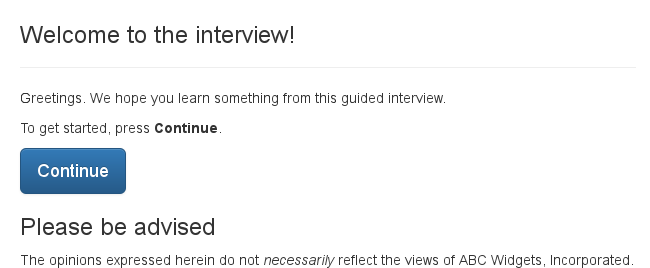 Welcome to the interview!
Greetings. We hope you learn something from this guided interview.
To get started, press Continue.
Continue
Please be advised
The opinions expressed herein do not necessarily reflect the views of ABC Widgets, Incorporated.